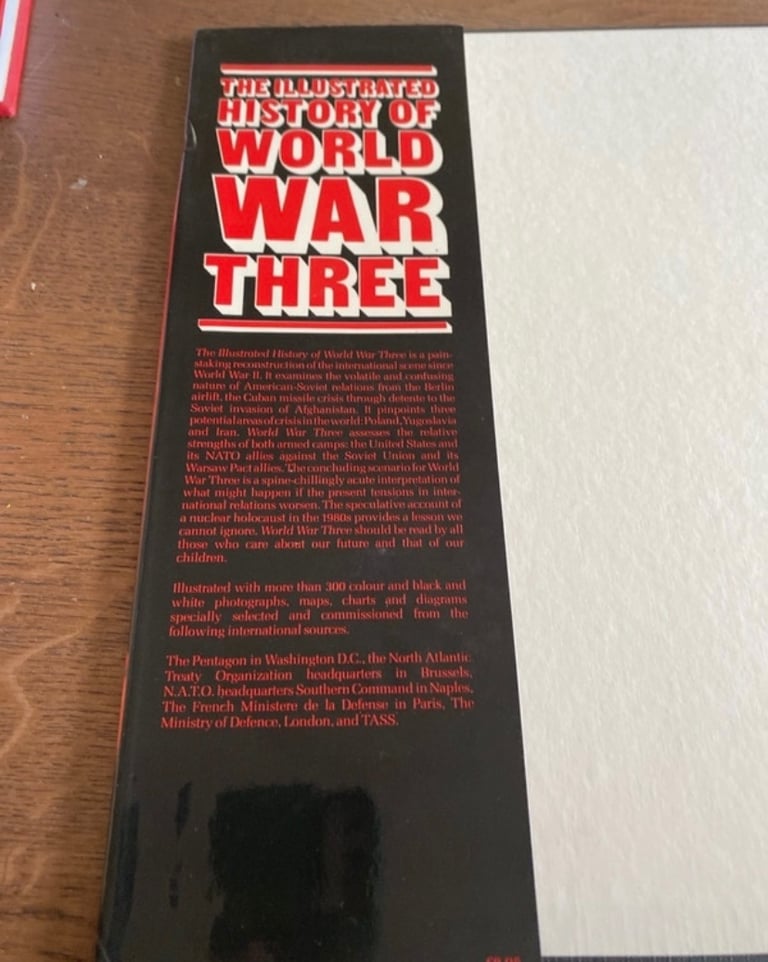 THE ILLUSTRATED
HISTORY OF
WORLD
WAR
THREE
The Illustrated History of World War Three is a pain-
staking reconstruction of the international scene since
World War II. It examines the volatile and confusing
nature of American-Soviet relations from the Berlin
airlift, the Cuban missile crisis through detente to the
Soviet invasion of Afghanistan. It pinpoints three
potential areas of crisis in the world: Poland, Yugoslavia
and Iran. World War Three assesses the relative
strengths of both armed camps: the United States and
its NATO allies against the Soviet Union and its
Warsaw Pact allies. The concluding scenario for World
War Three is a spine-chillingly acute interpretation of
what might happen if the present tensions in inter-
national relations worsen. The speculative account of
a nuclear holocaust in the 1980s provides a lesson we
cannot ignore. World War Three should be read by all
those who care about our future and that of our
children.
Illustrated with more than 300 colour and black and
white photographs, maps, charts and diagrams
specially selected and commissioned from the
following international sources.
The Pentagon in Washington D.C., the North Atlantic
Treaty Organization headquarters in Brussels,
N.A.T.O. headquarters Southern Command in Naples,
The French Ministere de la Defense in Paris, The
Ministry of Defence, London, and TASS.